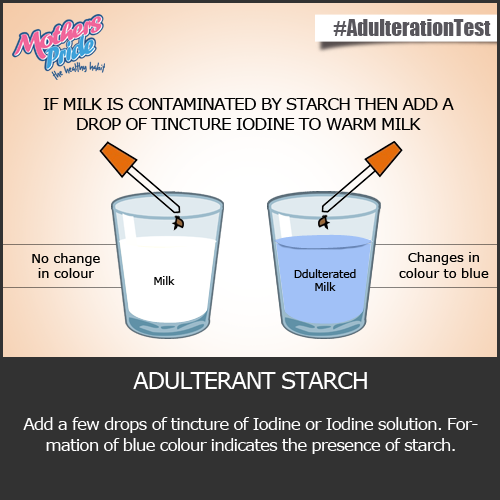 Mothers
Pride
the healthy habit
#AdulterationTest
IF MILK IS CONTAMINATED BY STARCH THEN ADD A
DROP OF TINCTURE IODINE TO WARM MILK
No change
in colour
Milk
Ddulterated
Milk
Changes in
colour to blue
ADULTERANT STARCH
Add a few drops of tincture of Iodine or Iodine solution. For-
mation of blue colour indicates the presence of starch.